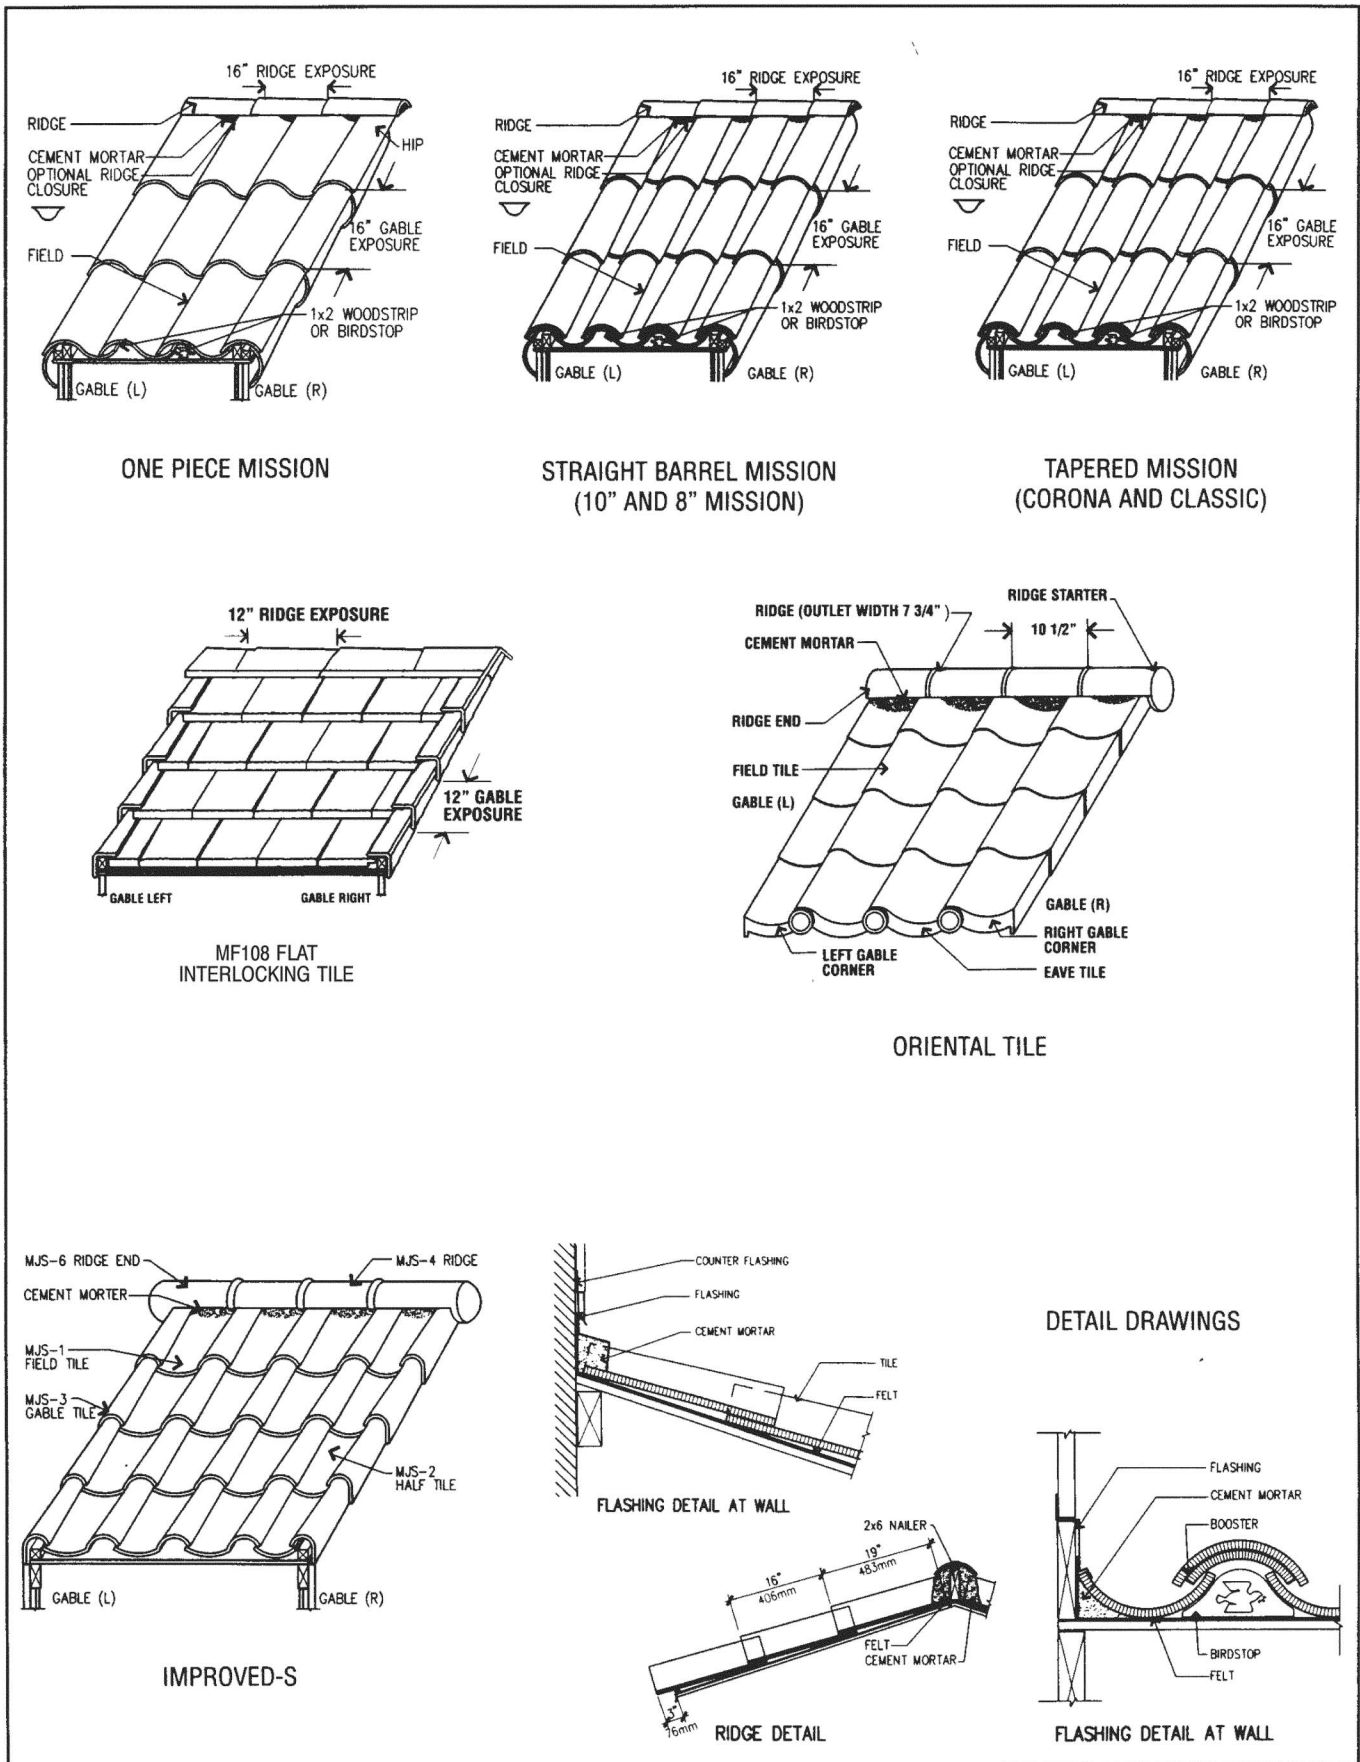 16" RIDGE EXPOSURE
RIDGE
HIP
CEMENT MORTAR
OPTIONAL RIDGE
CLOSURE
16" GABLE
EXPOSURE
FIELD
1x2 WOODSTRIP
OR BIRDSTOP
GABLE (L)
GABLE (R)
ONE PIECE MISSION
16" RIDGE EXPOSURE
RIDGE
CEMENT MORTAR
OPTIONAL RIDGE
CLOSURE
16" GABLE
EXPOSURE
FIELD
1x2 WOODSTRIP
OR BIRDSTOP
GABLE (L)
GABLE (R)
STRAIGHT BARREL MISSION
(10" AND 8" MISSION)
16" RIDGE EXPOSURE
RIDGE
CEMENT MORTAR
OPTIONAL RIDGE
CLOSURE
16" GABLE
EXPOSURE
FIELD
1x2 WOODSTRIP
OR BIRDSTOP
GABLE (L)
GABLE (R)
TAPERED MISSION
(CORONA AND CLASSIC)
12" RIDGE EXPOSURE
12" GABLE
EXPOSURE
GABLE LEFT
GABLE RIGHT
MF108 FLAT
INTERLOCKING TILE
RIDGE STARTER
RIDGE (OUTLET WIDTH 7 3/4" )
10 1/2"
CEMENT MORTAR
RIDGE END
FIELD TILE
GABLE (L)
GABLE (R)
RIGHT GABLE
CORNER
LEFT GABLE
CORNER
EAVE TILE
ORIENTAL TILE
MJS-6 RIDGE END
MJS-4 RIDGE
CEMENT MORTER
MJS-1
FIELD TILE
MJS-3
GABLE TILE
MJS-2
HALF TILE
GABLE (L)
GABLE (R)
IMPROVED-S
COUNTER FLASHING
FLASHING
CEMENT MORTAR
TILE
FELT
FLASHING DETAIL AT WALL
DETAIL DRAWINGS
2x6 NAILER
19"
483mm
16"
406mm
FELT
CEMENT MORTAR
3"
76mm
RIDGE DETAIL
FLASHING
CEMENT MORTAR
BOOSTER
BIRDSTOP
FELT
FLASHING DETAIL AT WALL